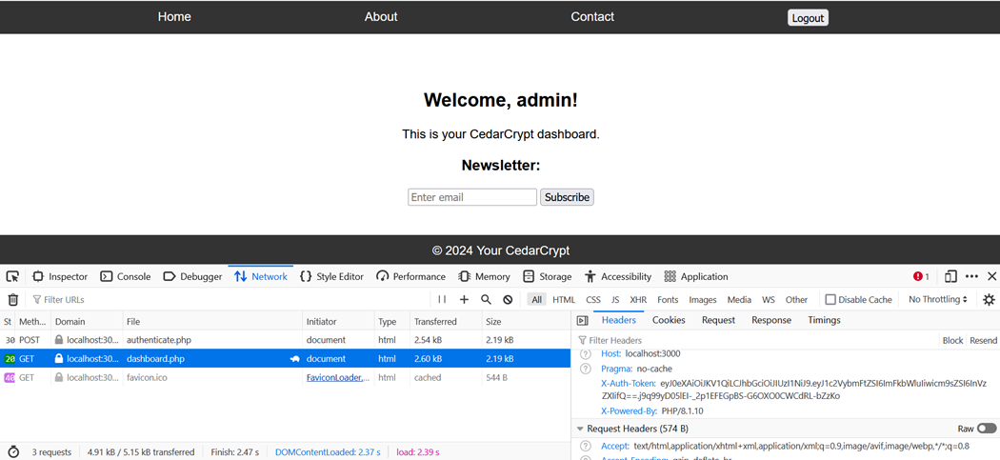 Home About Contact Logout
Welcome, admin!
This is your CedarCrypt dashboard.
Newsletter:
Enter email Subscribe
© 2024 Your CedarCrypt
Inspector Console Debugger Network Style Editor Performance Memory Storage Accessibility Application 1
Filter URLs All HTML CSS JS XHR Fonts Images Media WS Other Disable Cache No Throttling
St Meth... Domain File Initiator Type Transferred Size
30 POST localhost:30... authenticate.php document html 2.54 kB 2.19 kB
20 GET localhost:30... dashboard.php document html 2.60 kB 2.19 kB
40 GET localhost:30... favicon.ico FaviconLoader.... html cached 544 B
3 requests 4.91 kB / 5.15 kB transferred Finish: 2.47 s DOMContentLoaded: 2.37 s load: 2.39 s
Headers Cookies Request Response Timings
Filter Headers Block Resend
Host: localhost:3000
Pragma: no-cache
X-Auth-Token:
X-Powered-By: PHP/8.1.10
Request Headers (574 B) Raw
Accept: text/html,application/xhtml+xml,application/xml;q=0.9,image/avif,image/webp,*/*;q=0.8
Accept-Encoding: gzip, deflate, br